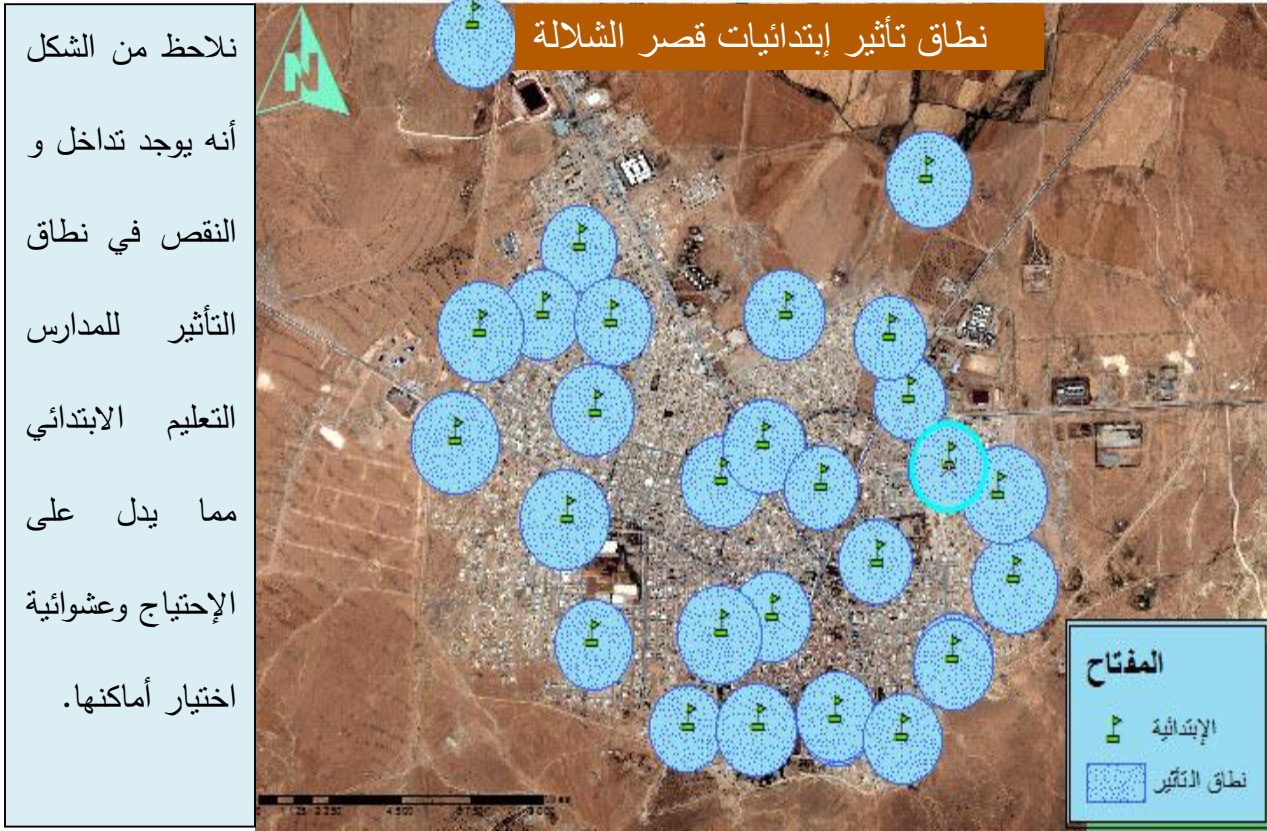 نطاق تأثير إبتدائيات قصر الشلالة
نلاحظ من الشكل
أنه يوجد تداخل و
النقص في نطاق
التأثير للمدارس
التعليم الابتدائي
مما يدل على
الإحتياج وعشوائية
اختيار أماكنها.
N
المفتاح
الإبتدائية
نطاق التأثير